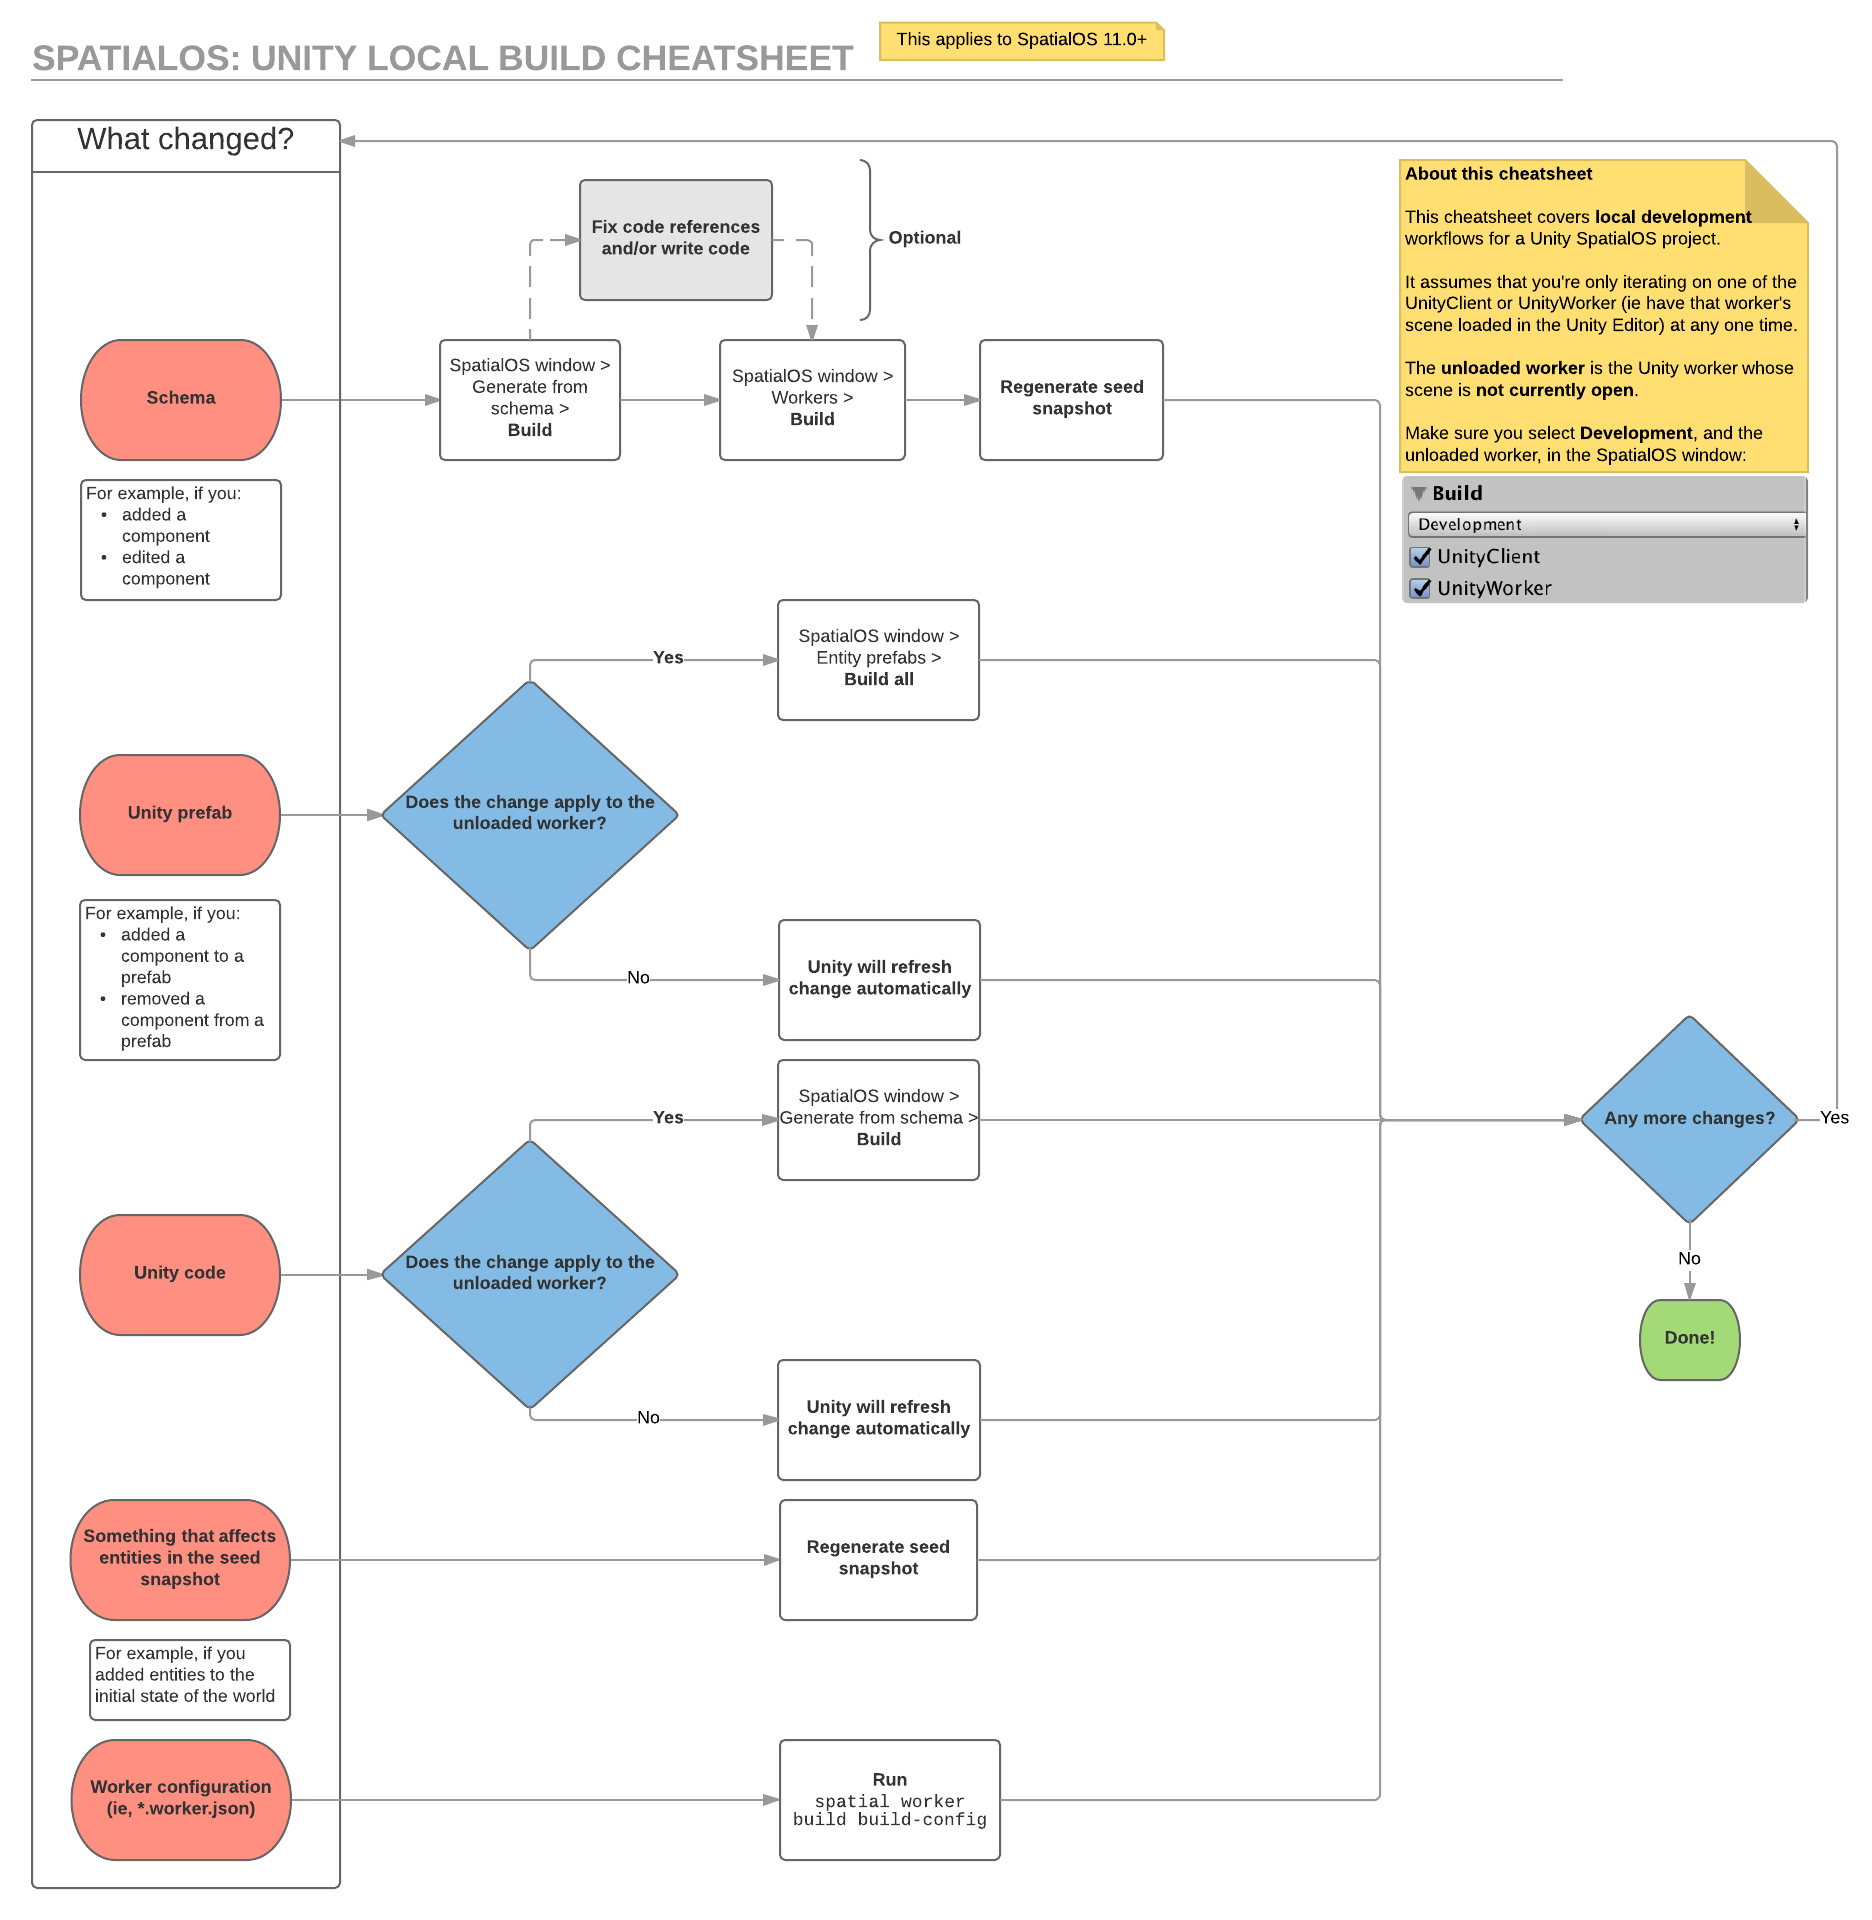 SPATIALOS: UNITY LOCAL BUILD CHEATSHEET
This applies to SpatialOS 11.0+
What changed?
Fix code references
and/or write code
Optional
Schema
SpatialOS window >
Generate from
schema >
Build
SpatialOS window >
Workers >
Build
Regenerate seed
snapshot
For example, if you:
• added a
component
• edited a
component
About this cheatsheet
This cheatsheet covers local development
workflows for a Unity SpatialOS project.
It assumes that you're only iterating on one of the
UnityClient or UnityWorker (ie have that worker's
scene loaded in the Unity Editor) at any one time.
The unloaded worker is the Unity worker whose
scene is not currently open.
Make sure you select Development, and the
unloaded worker, in the SpatialOS window:
Build
Development
UnityClient
UnityWorker
Unity prefab
Does the change apply to the
unloaded worker?
Yes
SpatialOS window >
Entity prefabs >
Build all
No
Unity will refresh
change automatically
For example, if you:
• added a
component to a
prefab
• removed a
component from a
prefab
Unity code
Does the change apply to the
unloaded worker?
Yes
SpatialOS window >
Generate from schema >
Build
No
Unity will refresh
change automatically
Something that affects
entities in the seed
snapshot
Regenerate seed
snapshot
For example, if you
added entities to the
initial state of the world
Worker configuration
(ie, *.worker.json)
Run
spatial worker
build build-config
Any more changes?
Yes
No
Done!